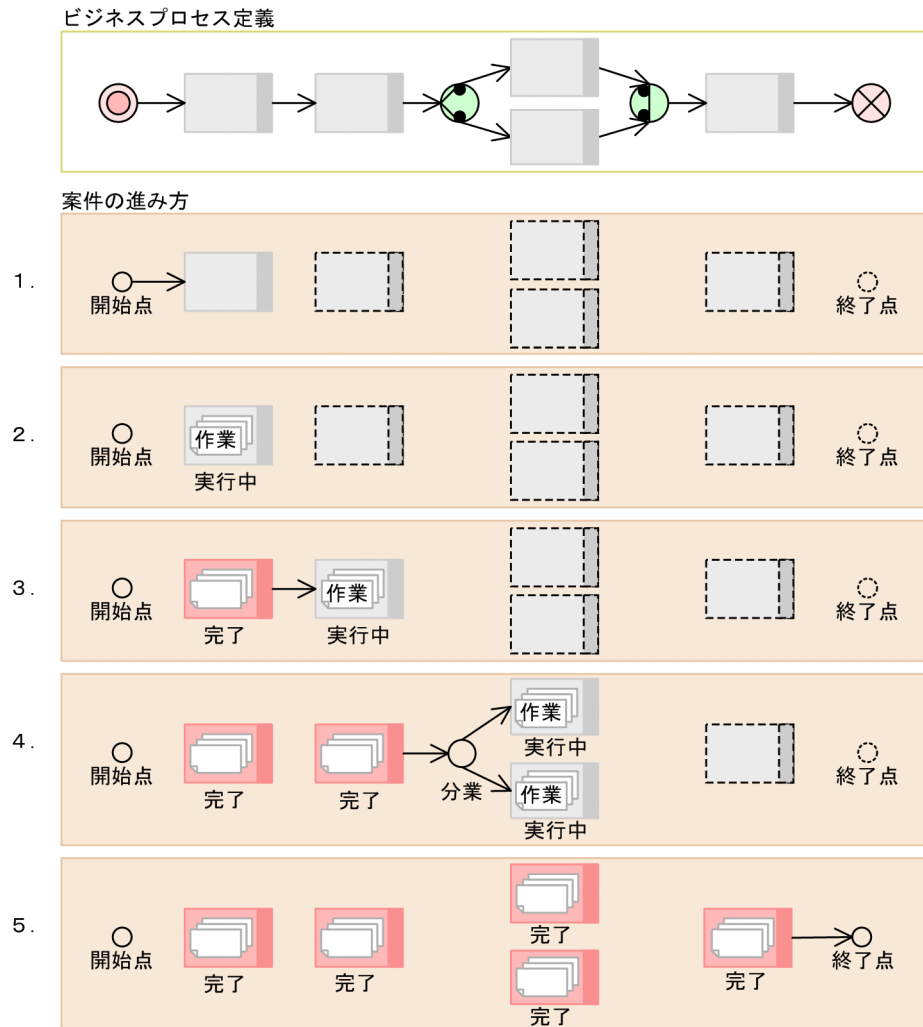 ビジネスプロセス定義
案件の進み方
1.
開始点
終了点
2.
作業
開始点
実行中
終了点
3.
作業
開始点
完了
実行中
終了点
4.
作業
実行中
開始点
完了
完了
分業
作業
実行中
終了点
5.
完了
開始点
完了
完了
完了
完了
終了点